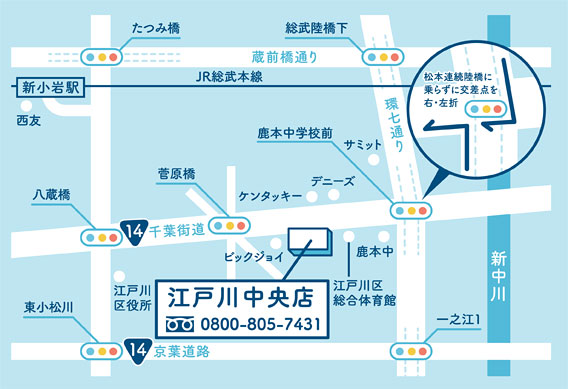 たつみ橋
総武陸橋下
蔵前橋通り
JR総武本線
新小岩駅
西友
松本連続陸橋に
乗らずに交差点を
右・左折
環七通り
鹿本中学校前
サミット
デニーズ
ケンタッキー
菅原橋
八蔵橋
14
千葉街道
ビックジョイ
鹿本中
江戸川区
総合体育館
江戸川
区役所
新中川
江戸川中央店
0800-805-7431
東小松川
14
京葉道路
一之江1